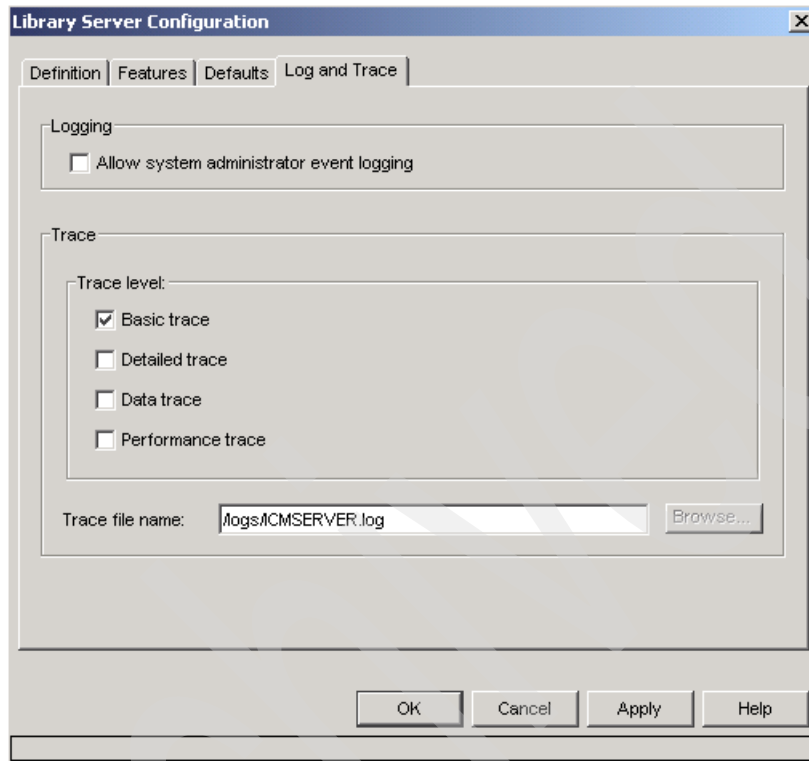 Library Server Configuration
Definition Features Defaults Log and Trace
Logging
Allow system administrator event logging
Trace
Trace level:
Basic trace
Detailed trace
Data trace
Performance trace
Trace file name: /logs/ICMSERVER.log Browse...
OK Cancel Apply Help